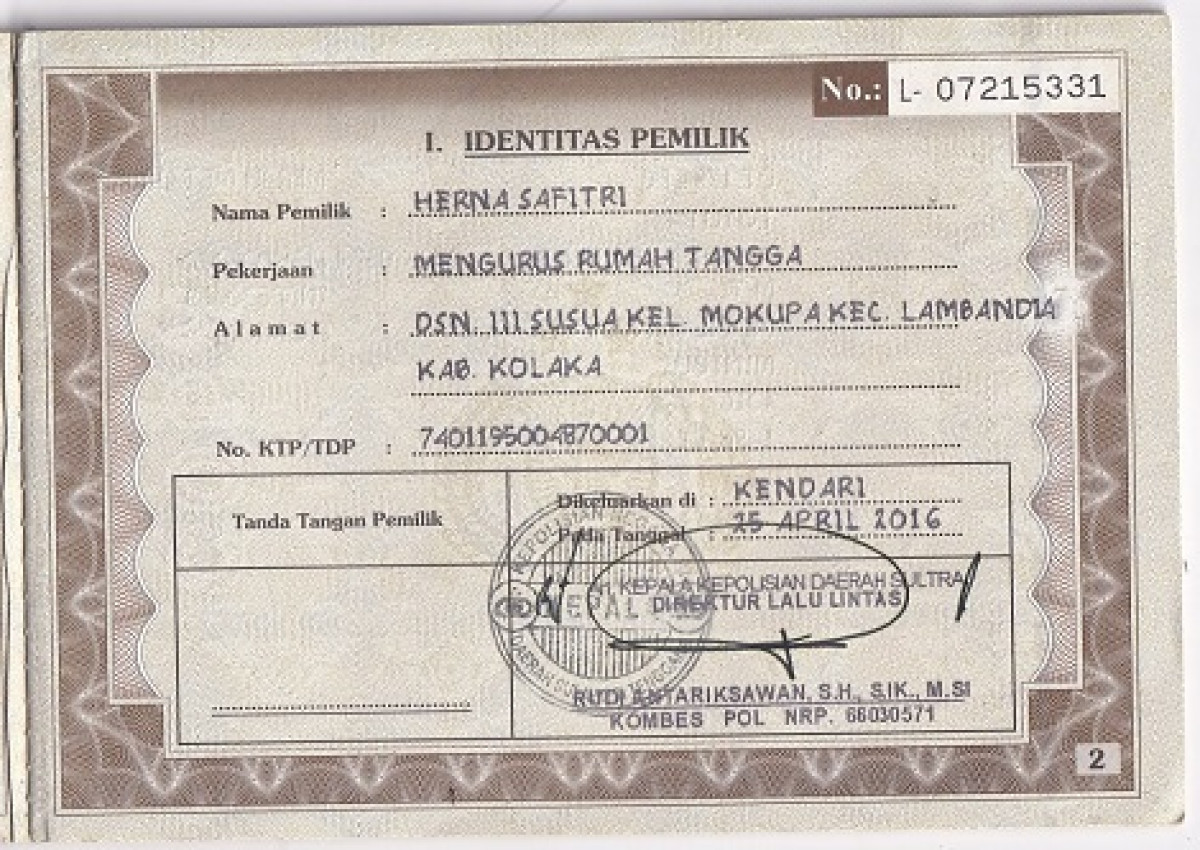 No.: L- 07215331
I. IDENTITAS PEMILIK
Nama Pemilik : HERNA SAFITRI
Pekerjaan : MENGURUS RUMAH TANGGA
Alamat : DSN. III SUSUA KEL. MOKUPA KEC. LAMBANDIA
KAB. KOLAKA
No. KTP/TDP : 7401195004870001
Tanda Tangan Pemilik
Dikeluarkan di : KENDARI
Pada Tanggal : 25 APRIL 2016
KEPALA KEPOLISIAN DAERAH SULTRA
DIREKTUR LALU LINTAS
RUDI ANTARIKSAWAN, S.H., SIK., M.SI
KOMBES POL NRP. 66030571
2